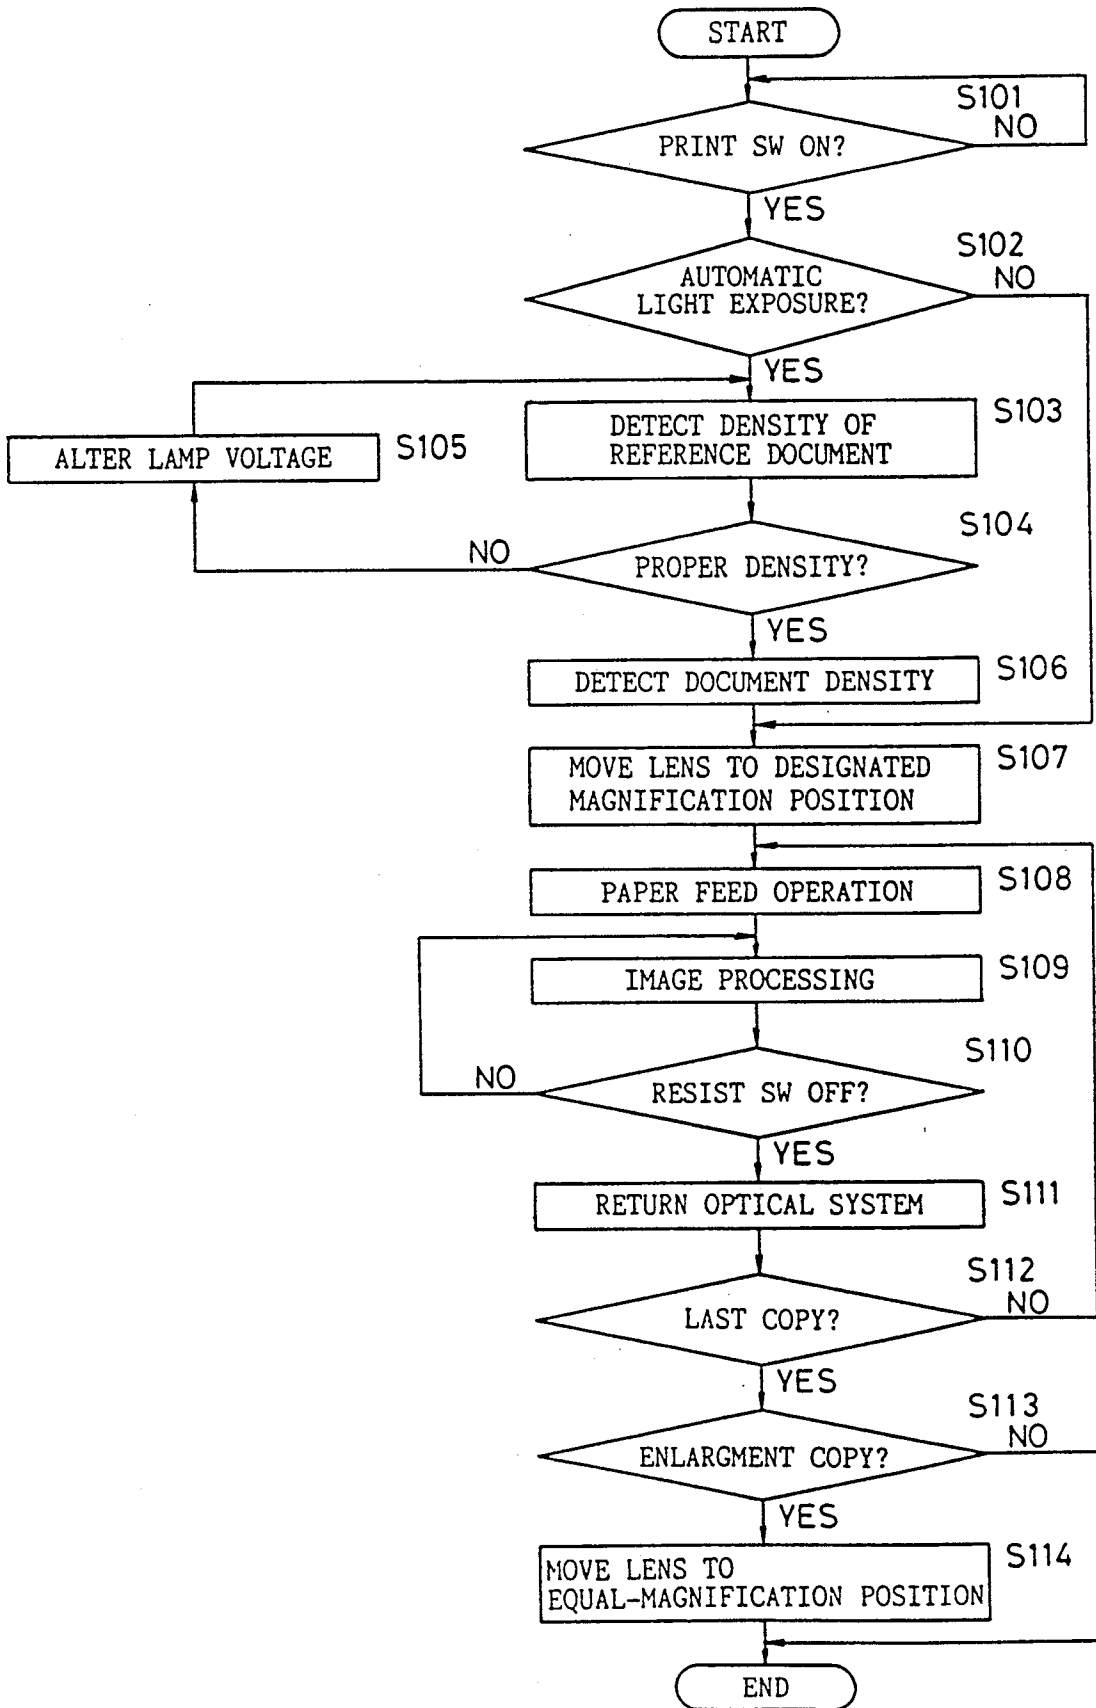 START
S101
NO
PRINT SW ON?
YES
S102
NO
AUTOMATIC
LIGHT EXPOSURE?
YES
S103
DETECT DENSITY OF
REFERENCE DOCUMENT
ALTER LAMP VOLTAGE
S105
S104
NO
PROPER DENSITY?
YES
S106
DETECT DOCUMENT DENSITY
S107
MOVE LENS TO DESIGNATED
MAGNIFICATION POSITION
S108
PAPER FEED OPERATION
S109
IMAGE PROCESSING
S110
NO
RESIST SW OFF?
YES
S111
RETURN OPTICAL SYSTEM
S112
NO
LAST COPY?
YES
S113
NO
ENLARGMENT COPY?
YES
S114
MOVE LENS TO
EQUAL-MAGNIFICATION POSITION
END